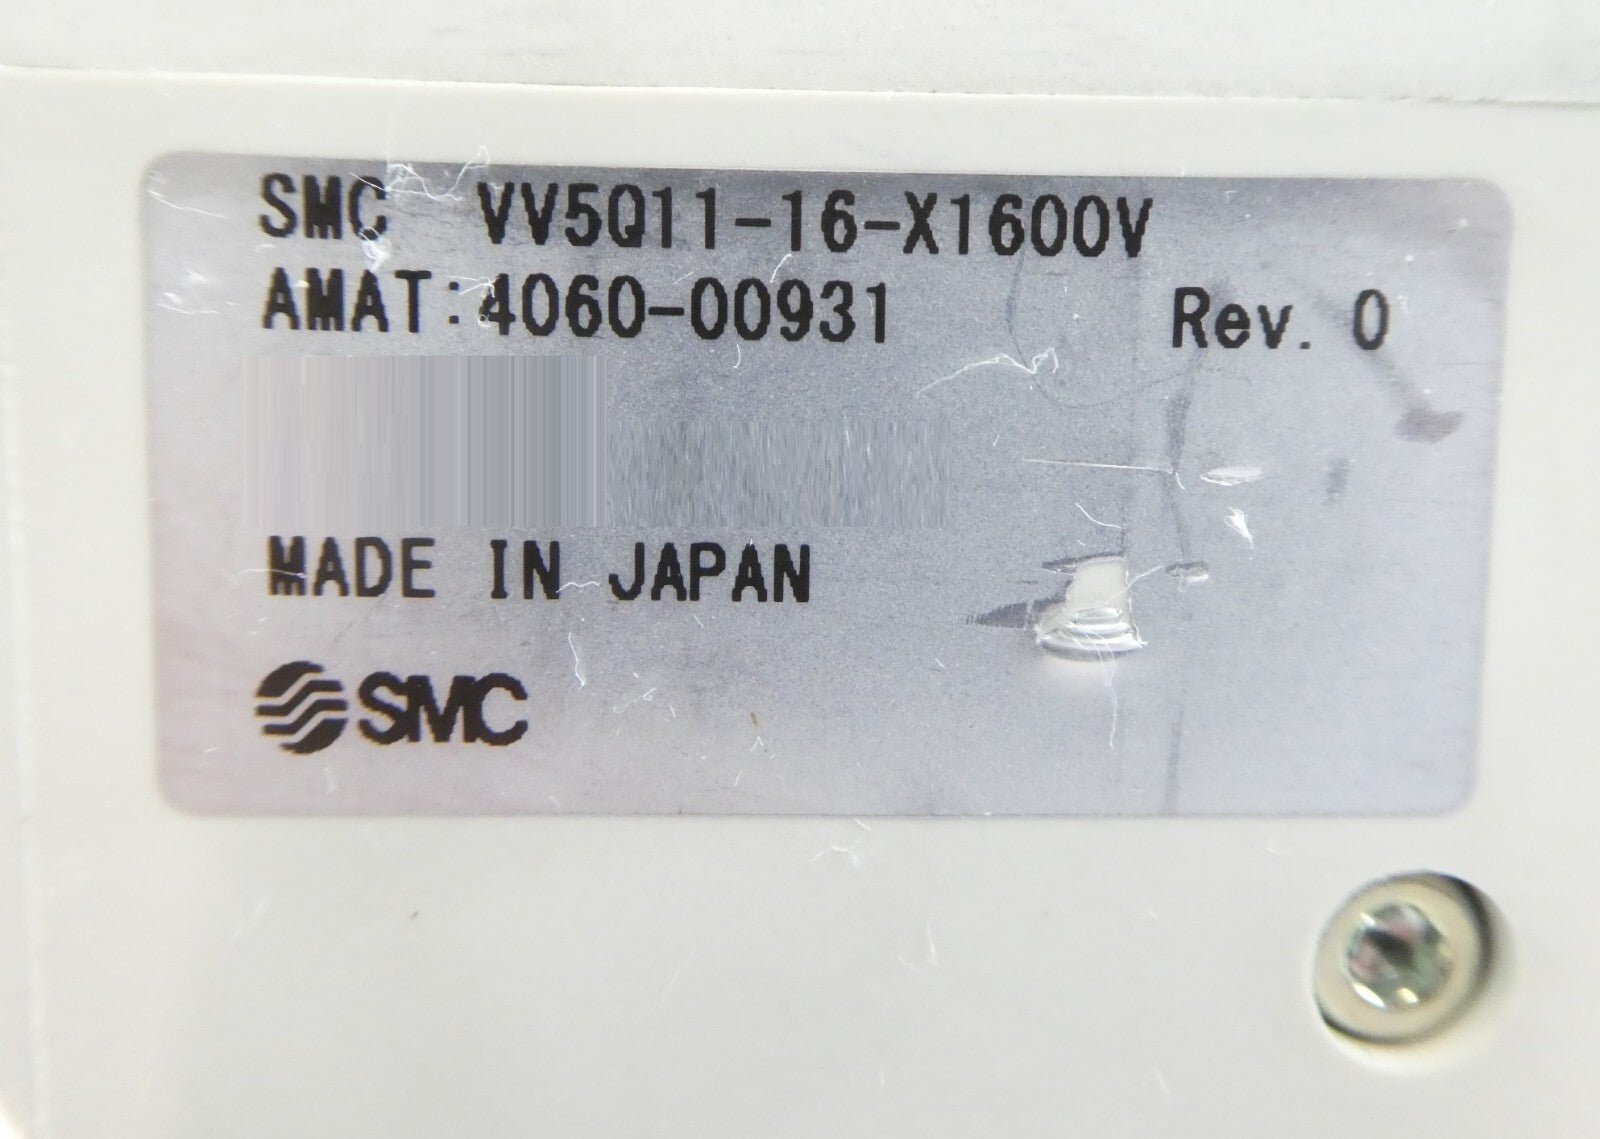 SMC VV5Q11-16-X1600V
AMAT:4060-00931 Rev. 0
MADE IN JAPAN
SMC